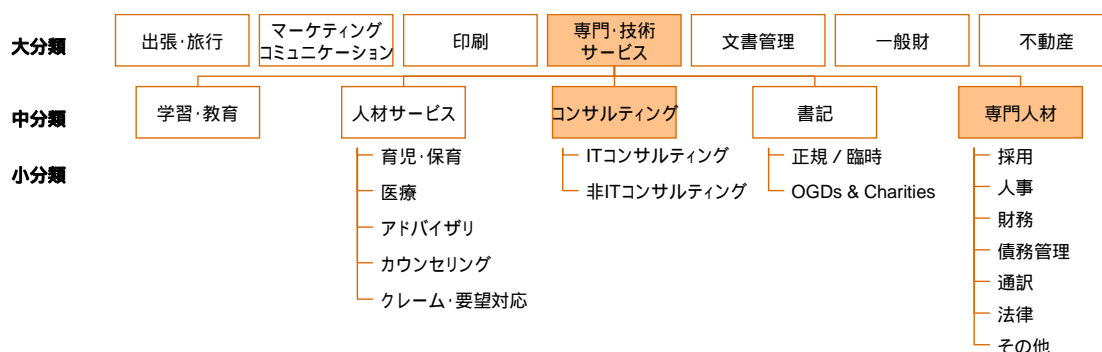 大分類
出張・旅行
マーケティング
コミュニケーション
印刷
専門・技術
サービス
文書管理
一般財
不動産
中分類
学習・教育
人材サービス
コンサルティング
書記
専門人材
小分類
育児・保育
医療
アドバイザリ
カウンセリング
クレーム・要望対応
ITコンサルティング
非ITコンサルティング
正規 / 臨時
OGDs & Charities
採用
人事
財務
債務管理
通訳
法律
その他